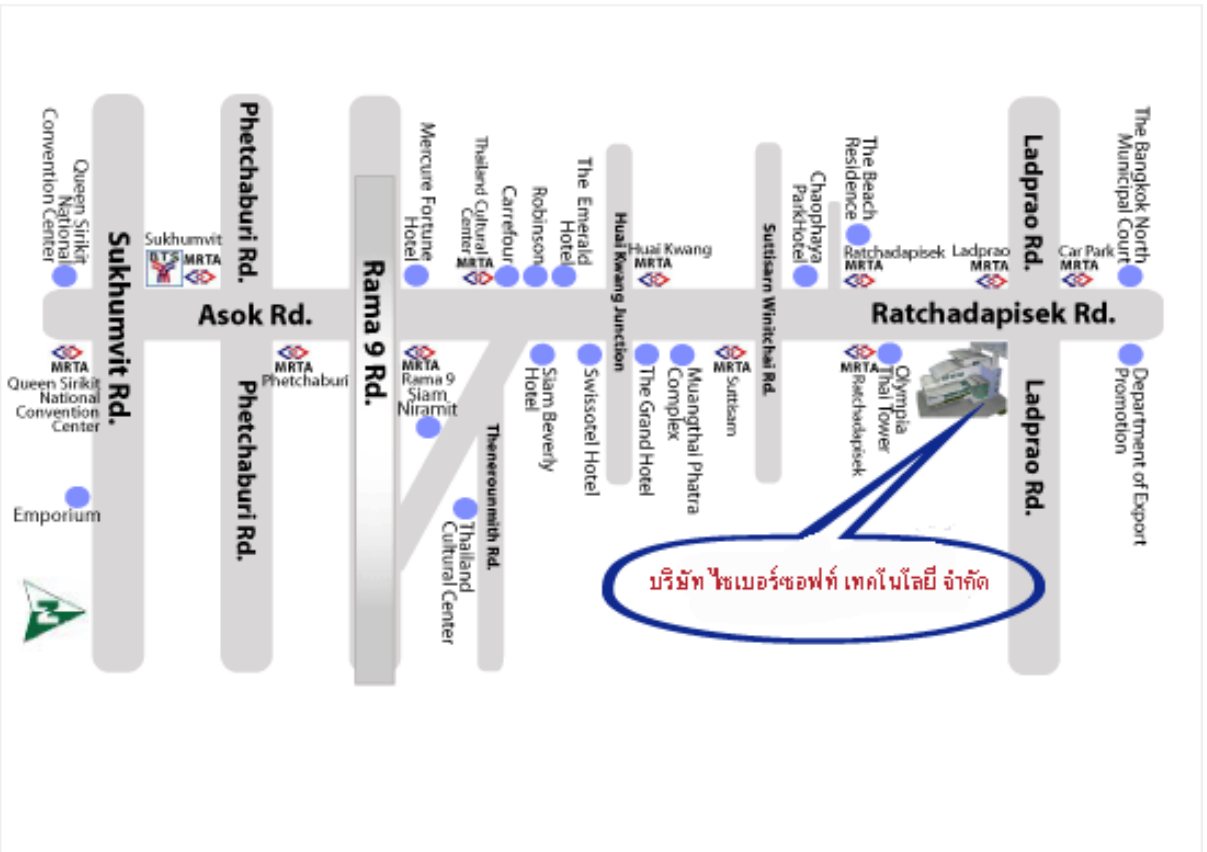 Queen Sirikit
National
Convention Center
Sukhumvit Rd.
Sukhumvit
BTS
MRTA
Phetchaburi Rd.
Asok Rd.
Rama 9 Rd.
Mercure Fortune
Hotel
Thailand Cultural
Center
MRTA
Carrefour
Robinson
The Emerald
Hotel
Huai Kwang Junction
Huai Kwang
MRTA
Suttisarn Winitchai Rd.
Chaophaya
ParkHotel
The Beach
Residence
Ratchadapisek
MRTA
Ladprao
MRTA
Ladprao Rd.
Car Park
MRTA
The Bangkok North
Municipal Court
Ratchadapisek Rd.
MRTA
Queen Sirikit
National
Convention
Center
Emporium
MRTA
Phetchaburi
Phetchaburi Rd.
MRTA
Rama 9
Siam
Niramit
Thailand
Cultural Center
Thenerounmith Rd.
Siam Beverly
Hotel
Swissotel Hotel
The Grand Hotel
Muangthai Phatra
Complex
MRTA
Suttisarn
MRTA
Ratchadapisek
Olympia
Thai Tower
Ladprao Rd.
Department of Export
Promotion
บริษัท ไซเบอร์ซอฟท์ เทคโนโลยี จำกัด
N